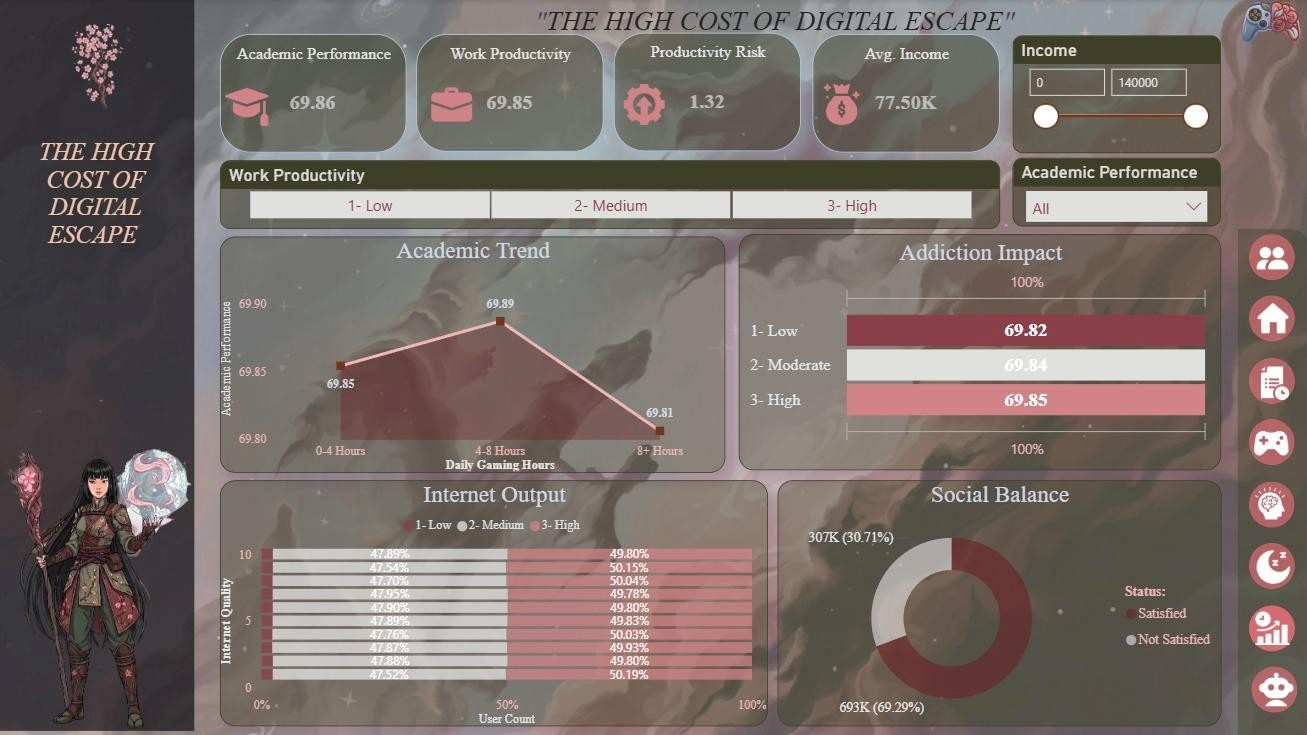 "THE HIGH COST OF DIGITAL ESCAPE"
THE HIGH
COST OF
DIGITAL
ESCAPE
Academic Performance
69.86
Work Productivity
69.85
Productivity Risk
1.32
Avg. Income
77.50K
Income
0
140000
Work Productivity
1- Low
2- Medium
3- High
Academic Performance
All
Academic Trend
Academic Performance
69.90
69.85
69.80
69.85
69.89
69.81
0-4 Hours
4-8 Hours
8+ Hours
Daily Gaming Hours
Addiction Impact
100%
1- Low
69.82
2- Moderate
69.84
3- High
69.85
100%
Internet Output
1- Low
2- Medium
3- High
Internet Quality
10
5
0
47.89% 49.80%
47.54% 50.15%
47.70% 50.04%
47.95% 49.78%
47.90% 49.80%
47.89% 49.83%
47.76% 50.03%
47.87% 49.93%
47.88% 49.80%
47.52% 50.19%
0%
50%
100%
User Count
Social Balance
307K (30.71%)
693K (69.29%)
Status:
Satisfied
Not Satisfied